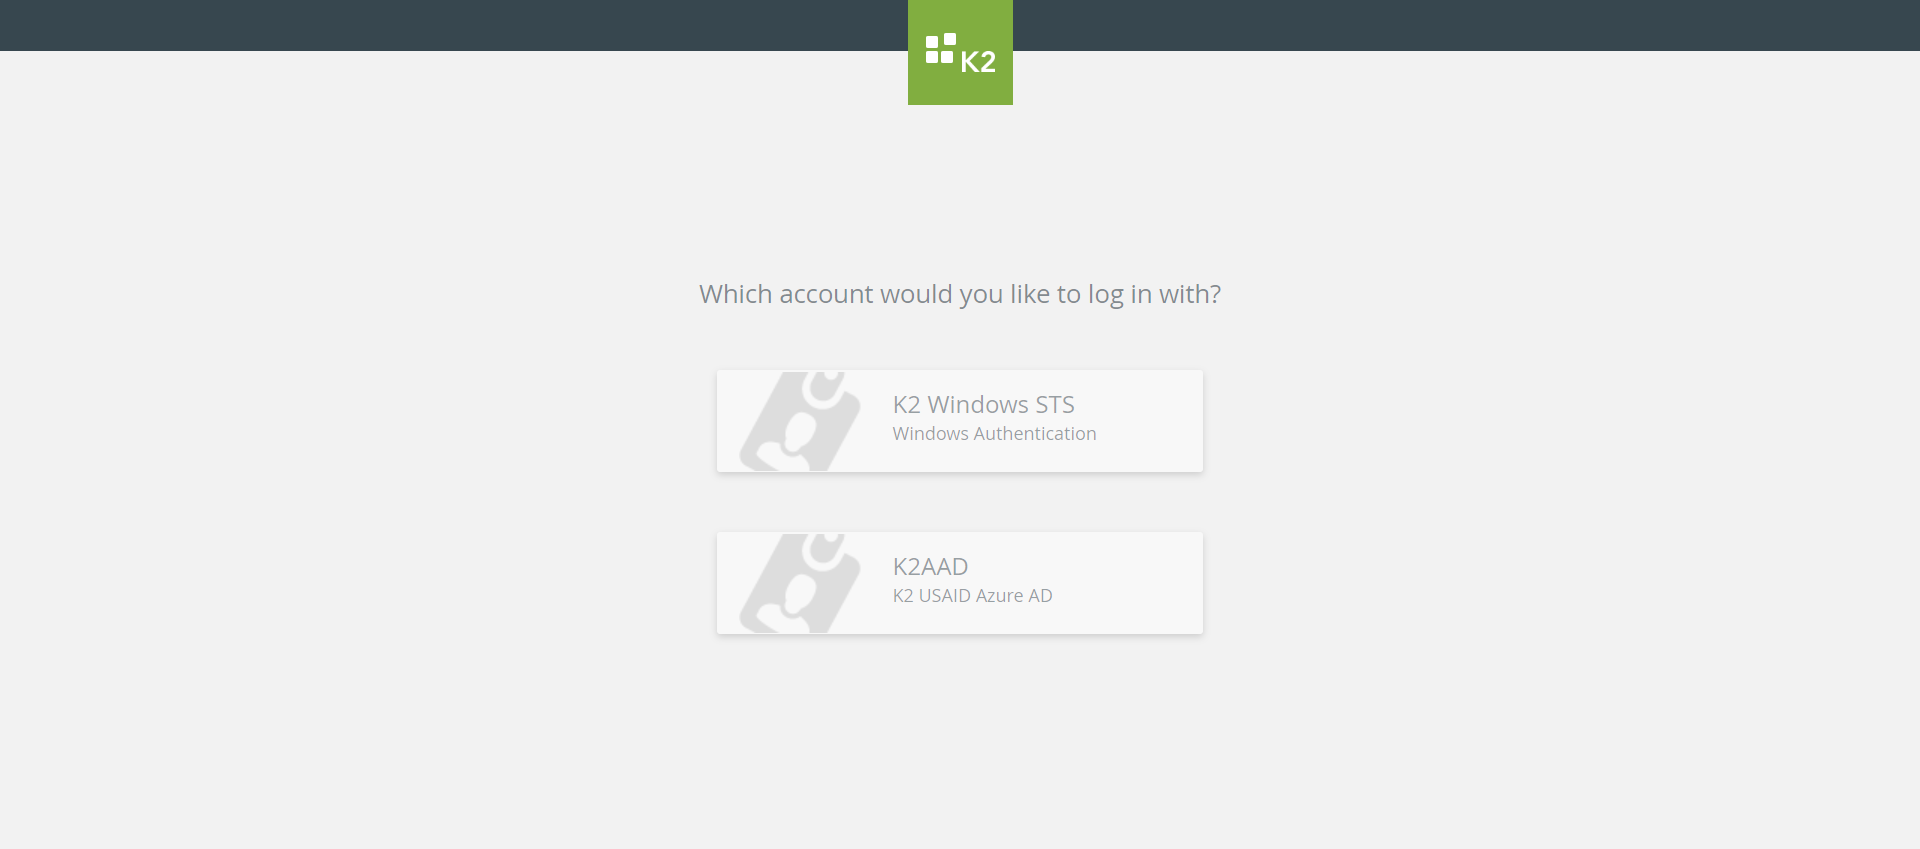 K2
Which account would you like to log in with?
K2 Windows STS
Windows Authentication
K2AAD
K2 USAID Azure AD